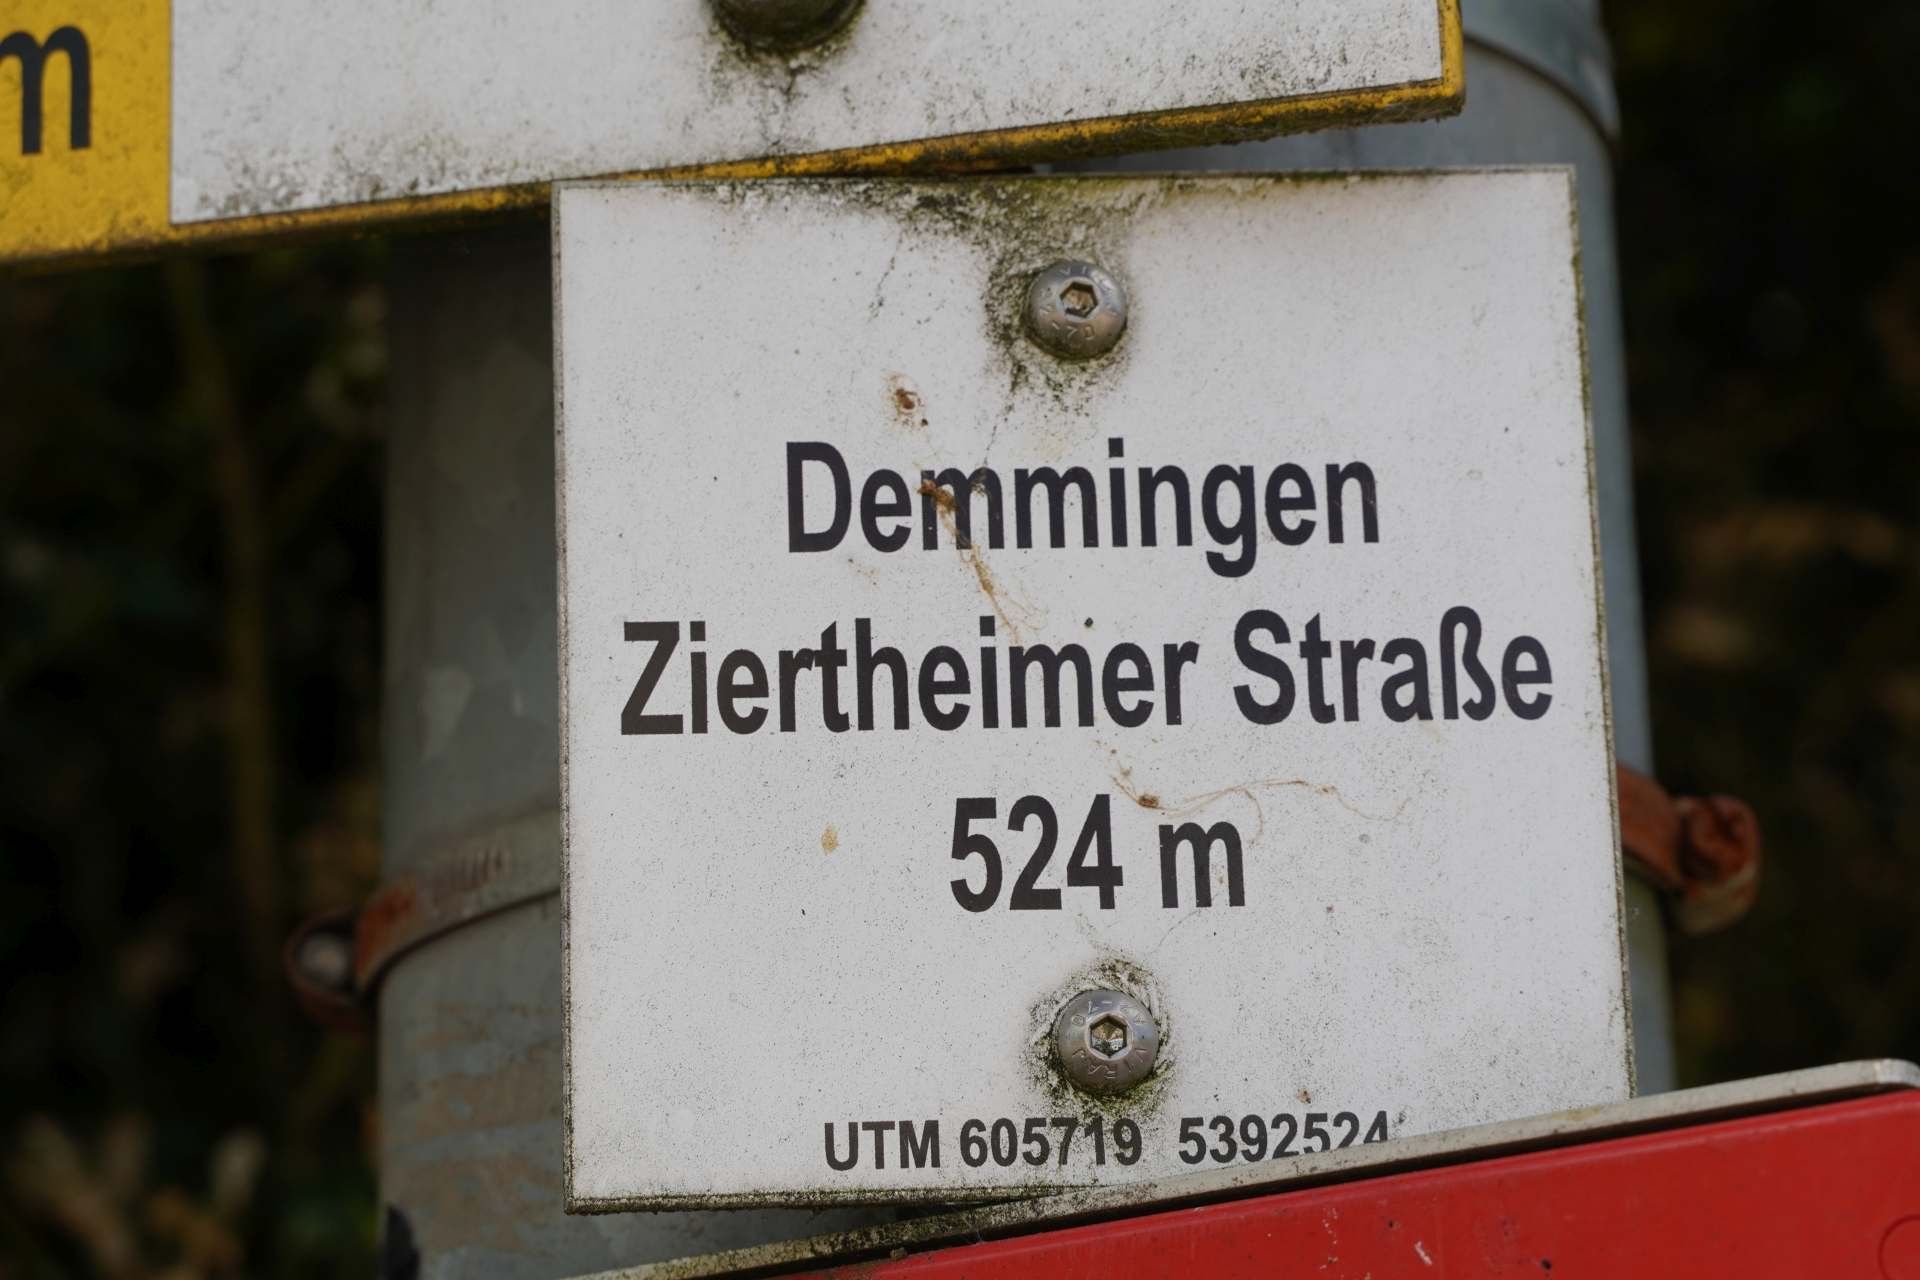 m
Demmingen
Ziertheimer Straße
524 m
UTM 605719 5392524